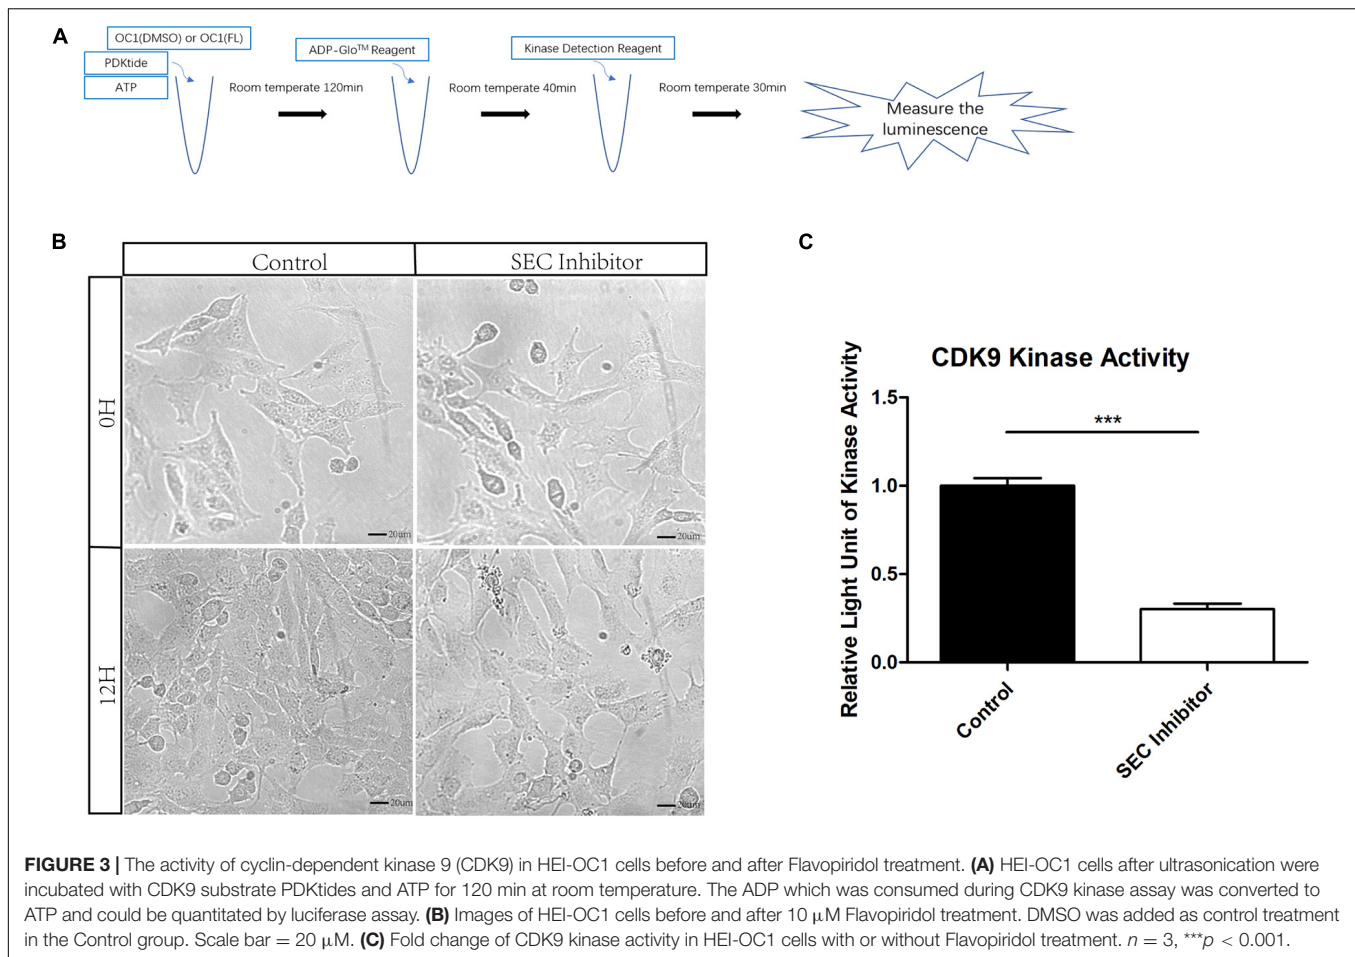 A
OC1(DMSO) or OC1(FL)
PDKtide
ATP
ADP-Glo™ Reagent
Kinase Detection Reagent
Room temperate 120min
Room temperate 40min
Room temperate 30min
Measure the
luminescence
B
Control
SEC Inhibitor
0H
20um
20um
12H
20um
20um
C
CDK9 Kinase Activity
Relative Light Unit of Kinase Activity
1.5
1.0
0.5
0.0
***
Control
SEC Inhibitor
FIGURE 3 | The activity of cyclin-dependent kinase 9 (CDK9) in HEI-OC1 cells before and after Flavopiridol treatment. (A) HEI-OC1 cells after ultrasonication were
incubated with CDK9 substrate PDKtides and ATP for 120 min at room temperature. The ADP which was consumed during CDK9 kinase assay was converted to
ATP and could be quantitated by luciferase assay. (B) Images of HEI-OC1 cells before and after 10 μM Flavopiridol treatment. DMSO was added as control treatment
in the Control group. Scale bar = 20 μM. (C) Fold change of CDK9 kinase activity in HEI-OC1 cells with or without Flavopiridol treatment. n = 3, ***p < 0.001.